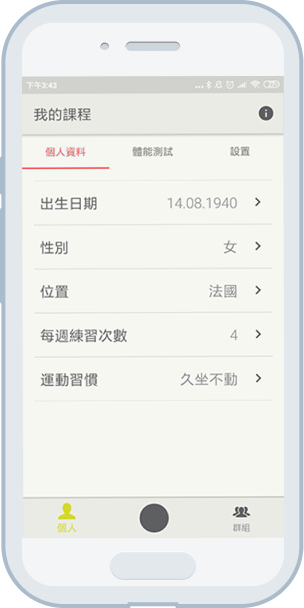 下午3:43
我的課程
個人資料 體能測試 設置
出生日期 14.08.1940
性別 女
位置 法國
每週練習次數 4
運動習慣 久坐不動
個人 群組